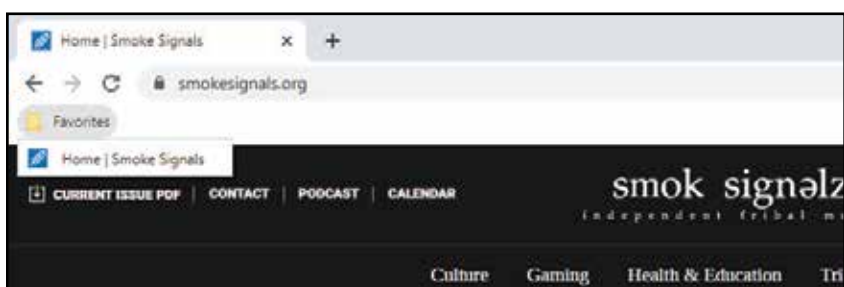 Home | Smoke Signals × +
smokesignals.org
Favorites
Home | Smoke Signals
CURRENT ISSUE PDF | CONTACT | PODCAST | CALENDAR
smok signəlz
independent tribal
Culture Gaming Health & Education